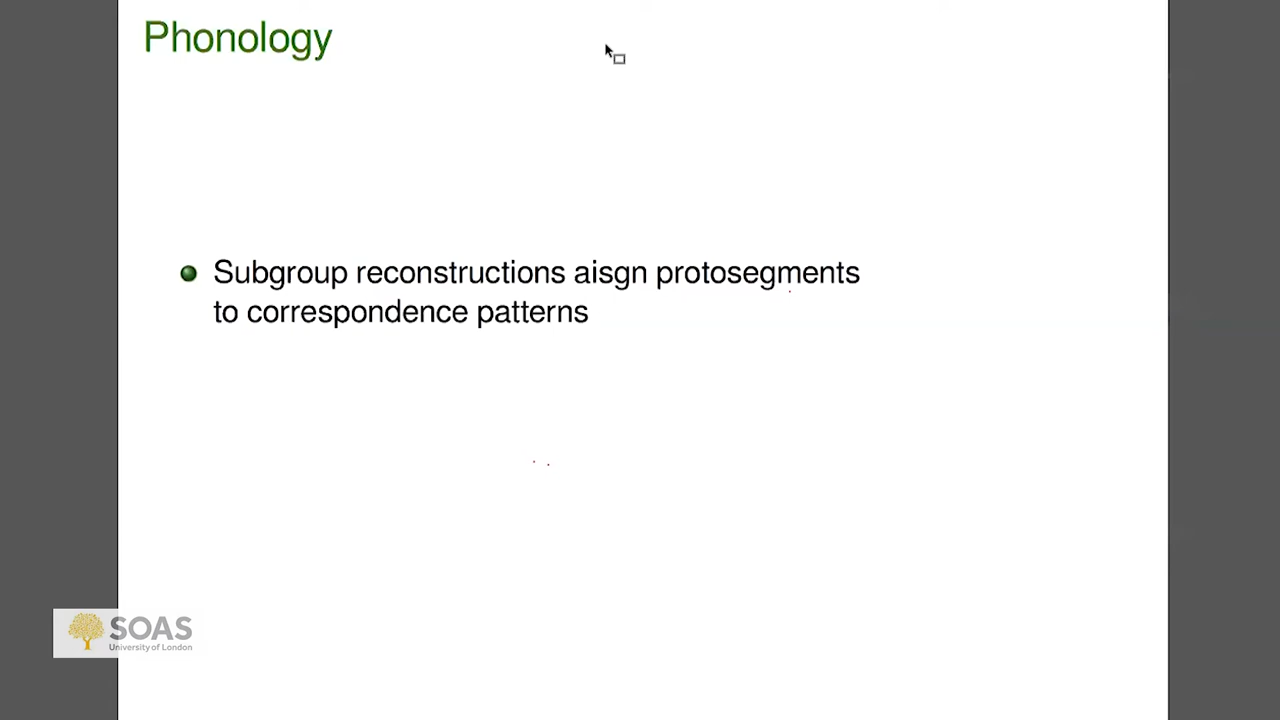 Phonology
Subgroup reconstructions aisgn protosegments
to correspondence patterns
SOAS
University of London